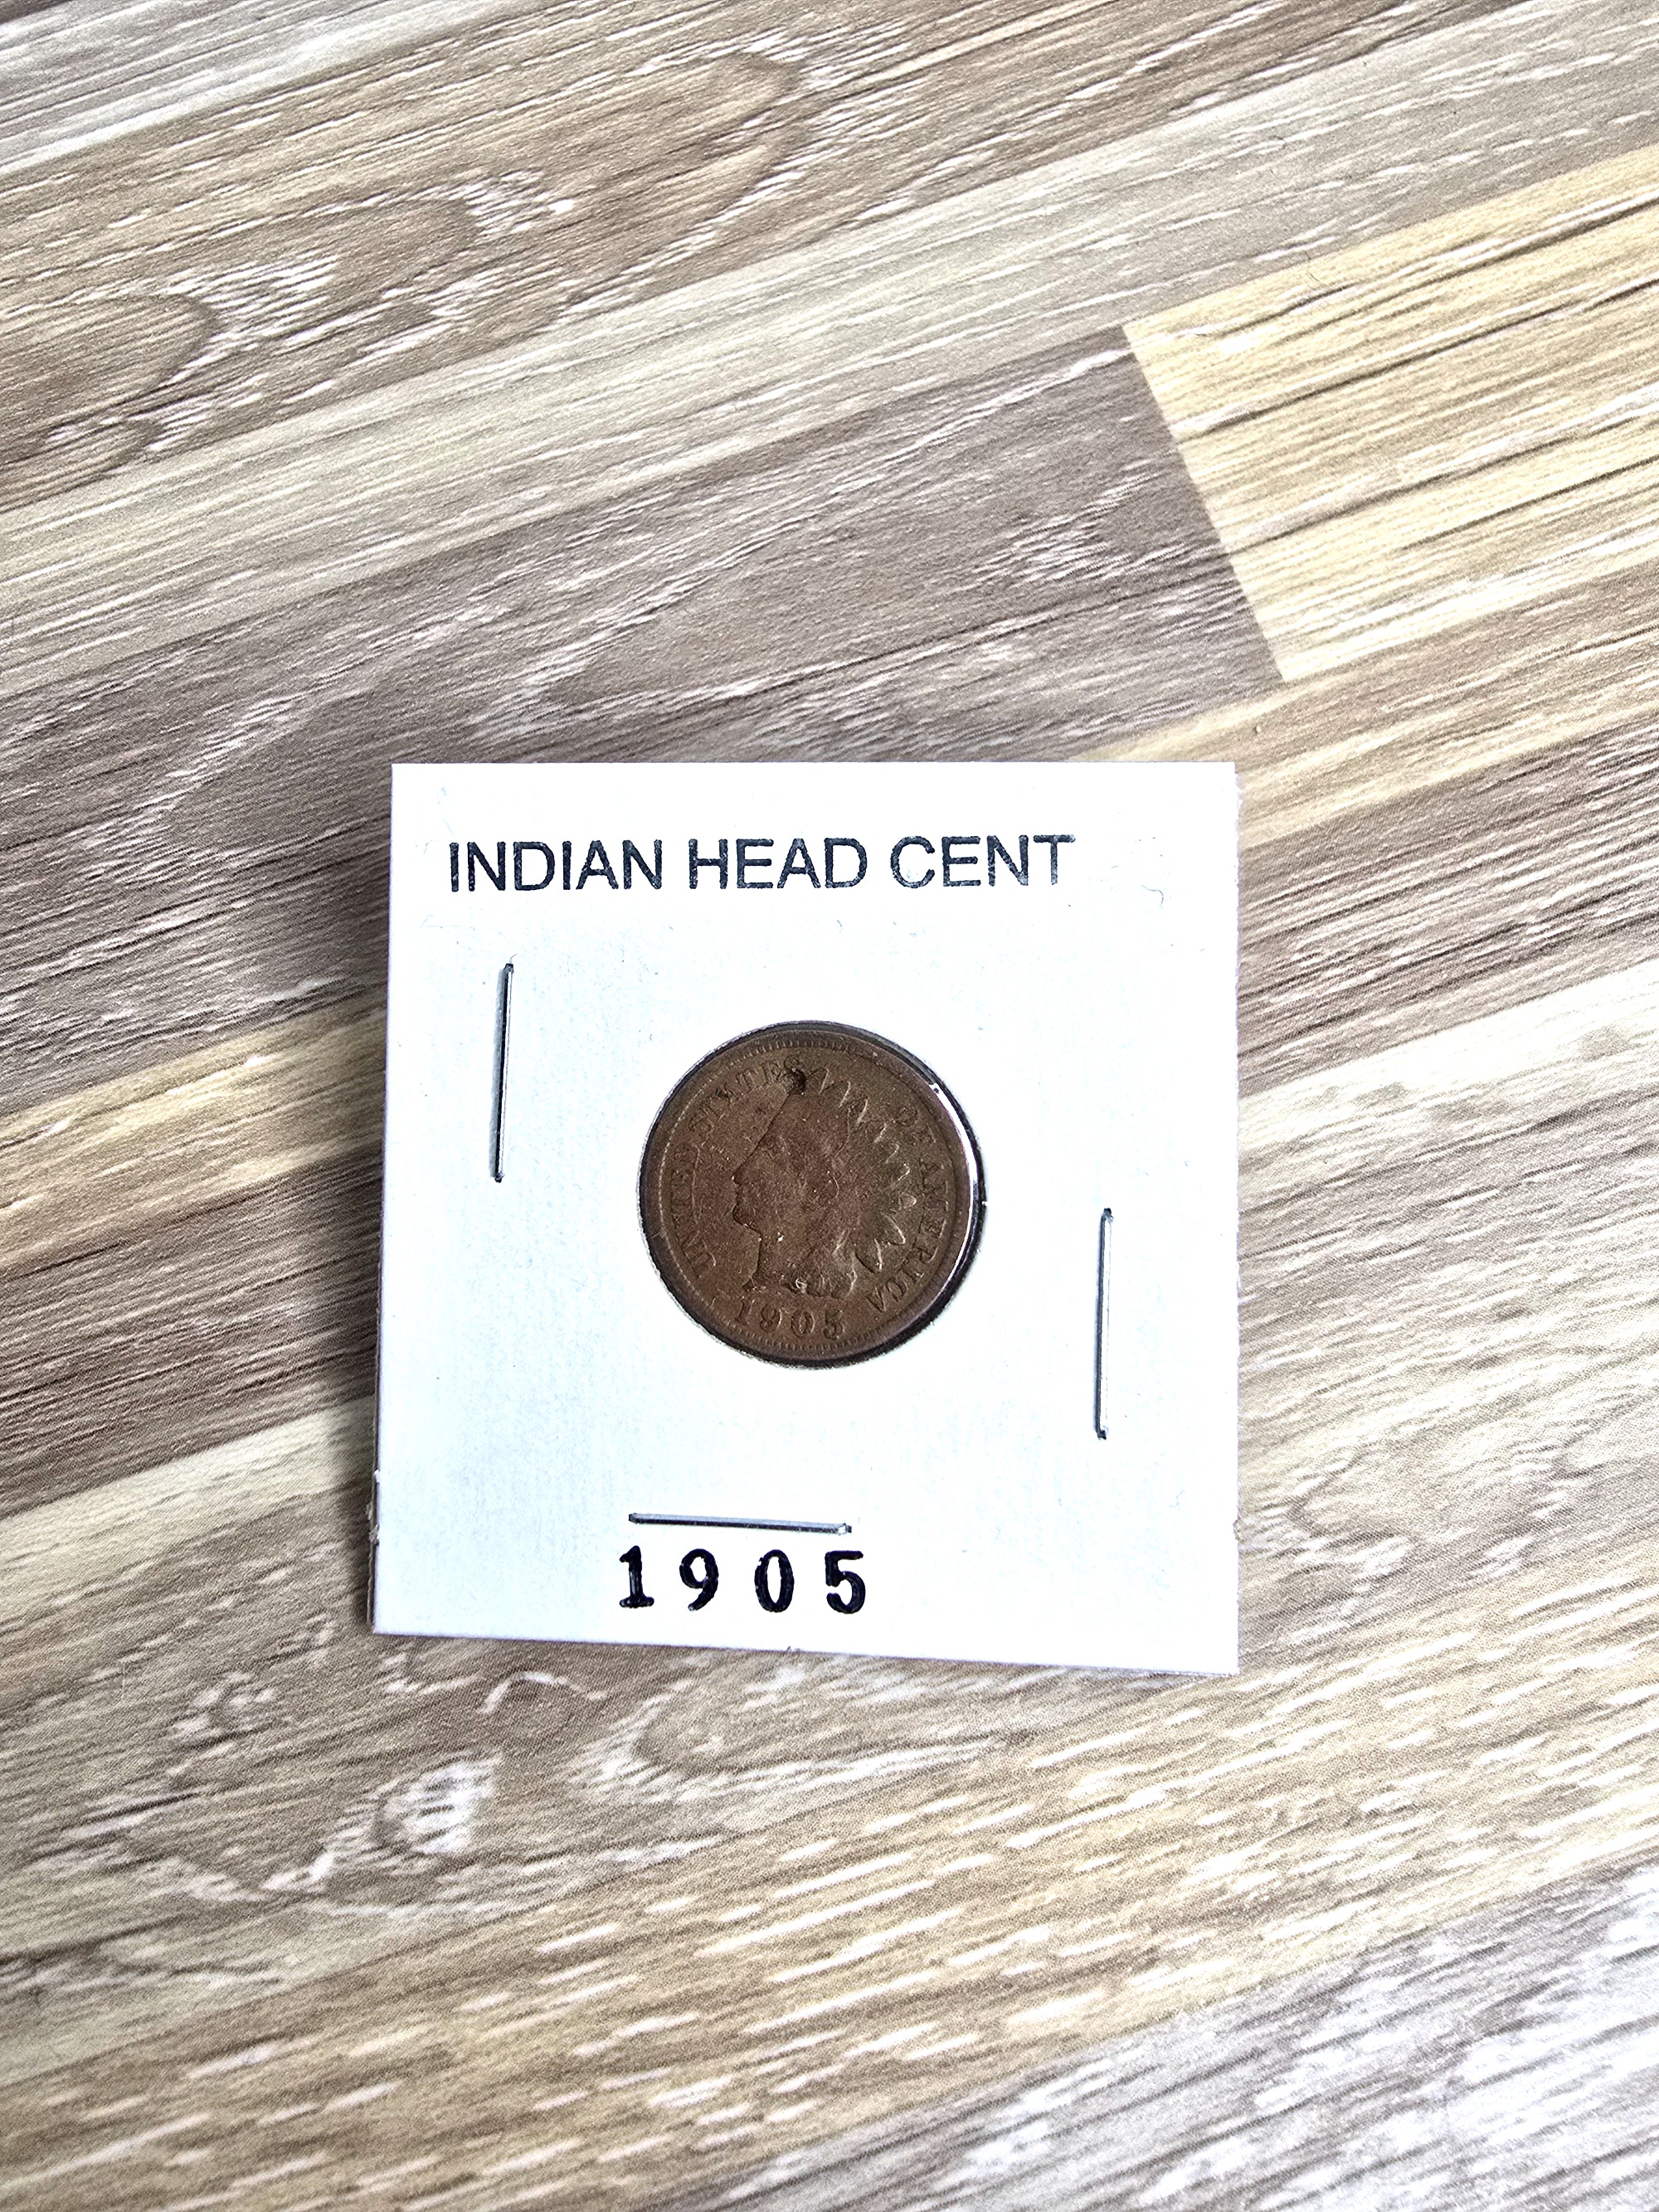 INDIAN HEAD CENT
UNITED STATES OF AMERICA
1905
1905